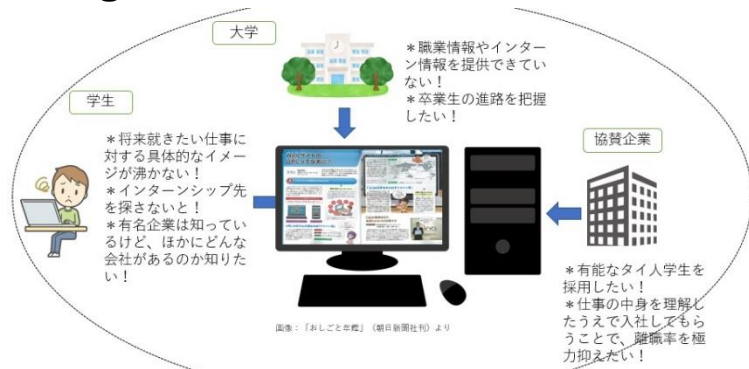 大学
＊職業情報やインター
ン情報を提供できてい
ない！
＊卒業生の進路を把握
したい！
学生
＊将来就きたい仕事に
対する具体的なイメー
ジが沸かない！
＊インターンシップ先
を探さないと！
＊有名企業は知ってい
るけど、ほかにどんな
会社があるのか知りた
い！
協賛企業
＊有能なタイ人学生を
採用したい！
＊仕事の中身を理解し
たうえで入社してもら
うことで、離職率を極
力抑えたい！
画像：「おしごと年鑑」（朝日新聞社刊）より